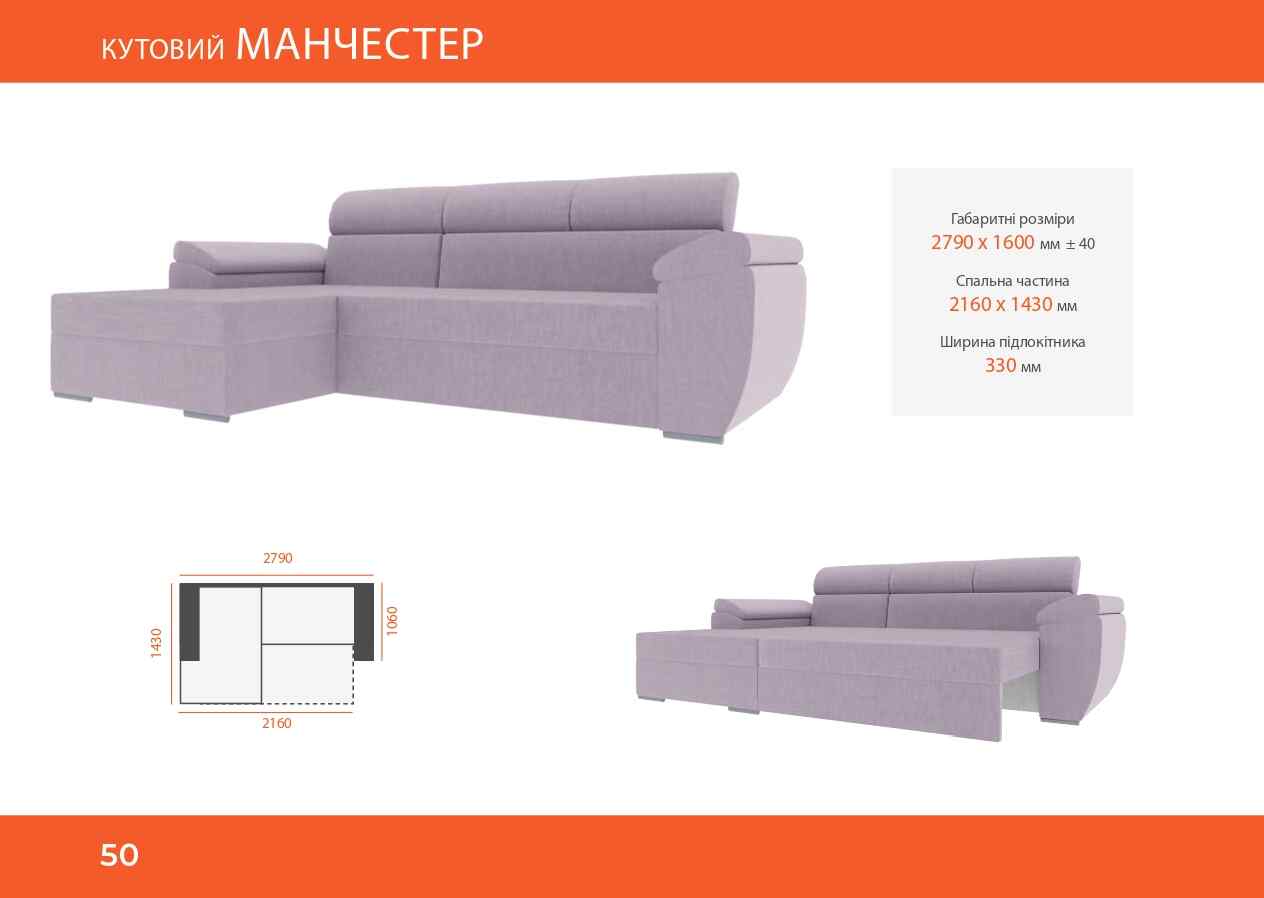 КУТОВИЙ МАНЧЕСТЕР
Габаритні розміри
2790 х 1600 мм ± 40
Спальна частина
2160 х 1430 мм
Ширина підлокітника
330 мм
2790
1430
1060
2160
50